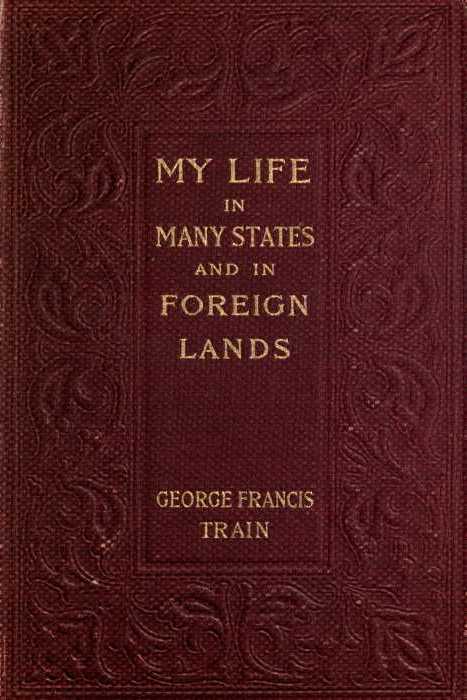 MY LIFE
IN
MANY STATES
AND IN
FOREIGN
LANDS
GEORGE FRANCIS
TRAIN